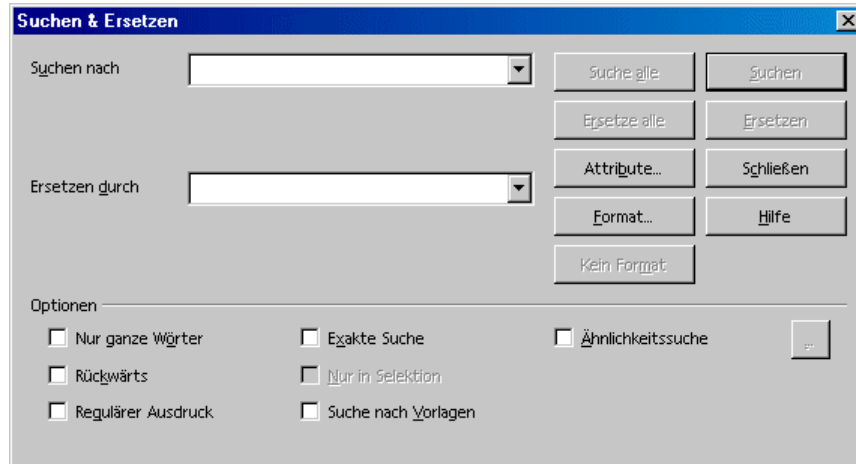 Suchen & Ersetzen
Suchen nach
Suche alle
Suchen
Ersetze alle
Ersetzen
Ersetzen durch
Attribute...
Schließen
Format...
Hilfe
Kein Format
Optionen
Nur ganze Wörter
Exakte Suche
Ähnlichkeitssuche
...
Rückwärts
Nur in Selektion
Regulärer Ausdruck
Suche nach Vorlagen